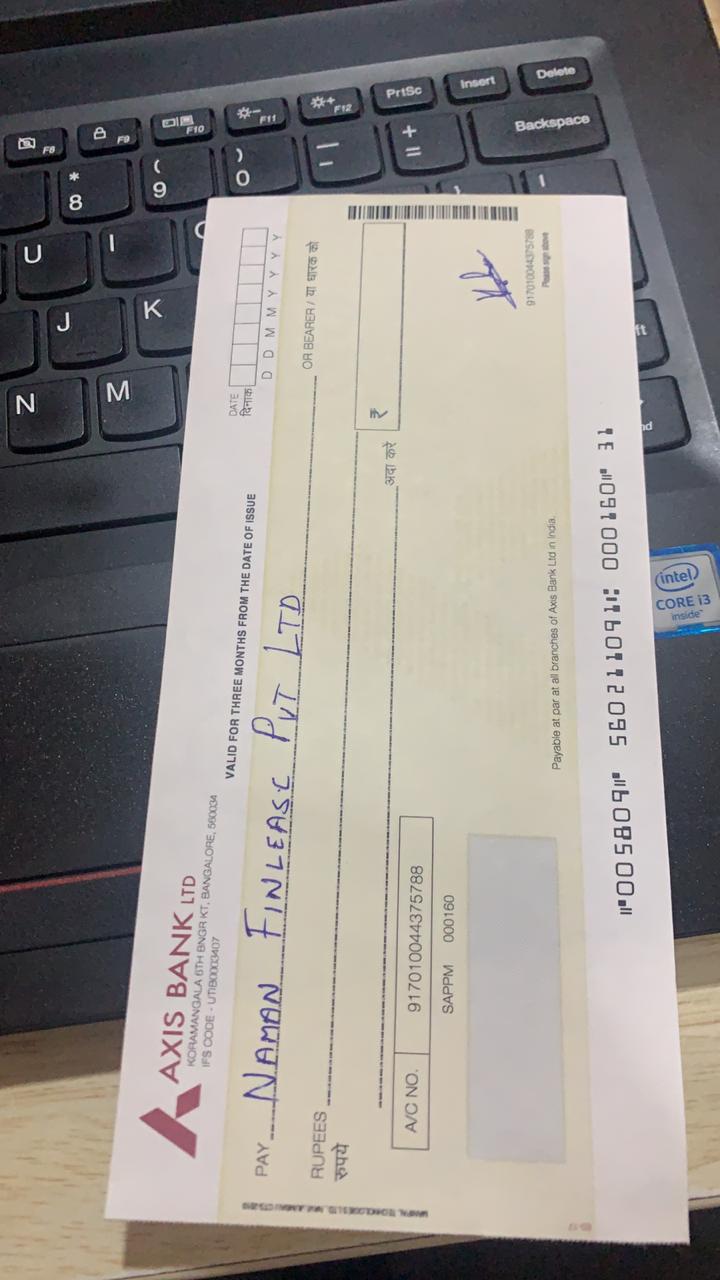 AXIS BANK LTD
KORAMANGALA 6TH BNGR KT, BANGALORE, 560034
IFS CODE - UTIB0003407
VALID FOR THREE MONTHS FROM THE DATE OF ISSUE
DATE
दिनांक
D D M M Y Y Y Y
PAY NAMAN FINLEASE PVT LTD OR BEARER / या धारक को
RUPEES
रुपये
अदा करें ₹
A/C NO. 917010044375788
SAPPM 000160
917010044375788
Please sign above
Payable at par at all branches of Axis Bank Ltd in India.
⑈005809⑈ 560211091⑆ 000160⑈ 31
Delete
Insert
PrtSc
F12
F11
F10
F9
F8
Backspace
+
=
)
0
(
9
*
8
U
I
J
K
N
M
intel
CORE i3
inside